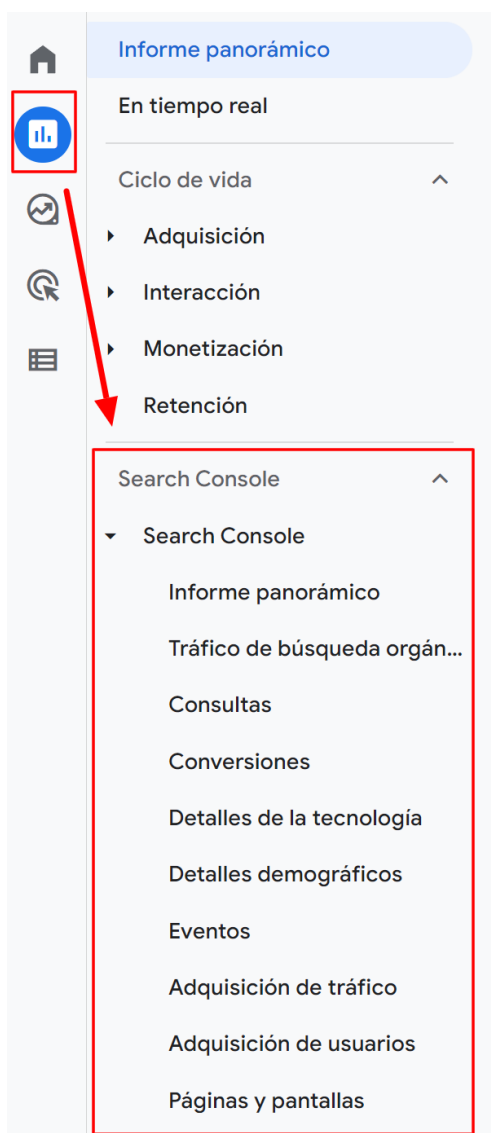 Informe panorámico
En tiempo real
Ciclo de vida
Adquisición
Interacción
Monetización
Retención
Search Console
Search Console
Informe panorámico
Tráfico de búsqueda orgán...
Consultas
Conversiones
Detalles de la tecnología
Detalles demográficos
Eventos
Adquisición de tráfico
Adquisición de usuarios
Páginas y pantallas